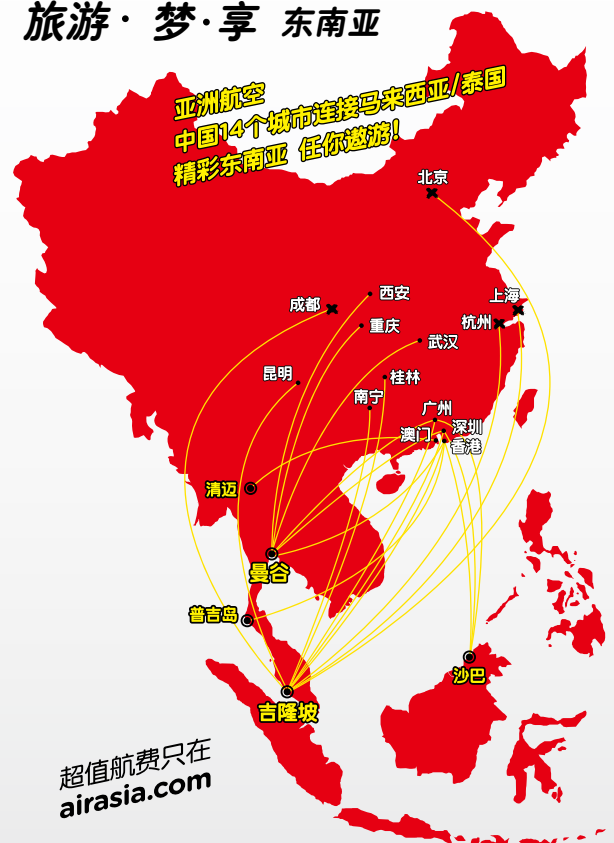 旅游·梦·享 东南亚
亚洲航空
中国14个城市连接马来西亚/泰国
精彩东南亚 任你遨游!
北京
成都
西安
上海
重庆
杭州
武汉
昆明
桂林
南宁
广州
澳门
深圳
香港
清迈
曼谷
普吉岛
沙巴
吉隆坡
超值航费只在
airasia.com